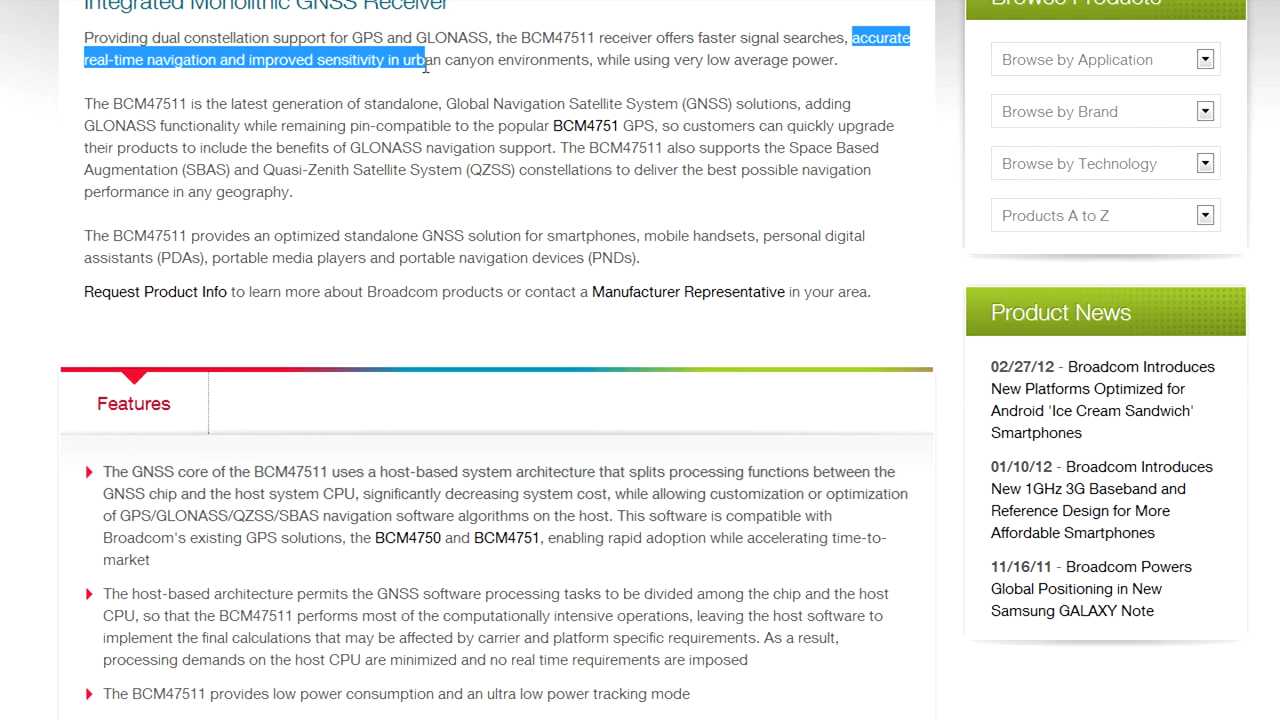 Integrated Monolithic GNSS Receiver
Providing dual constellation support for GPS and GLONASS, the BCM47511 receiver offers faster signal searches, accurate
real-time navigation and improved sensitivity in urban canyon environments, while using very low average power.
The BCM47511 is the latest generation of standalone, Global Navigation Satellite System (GNSS) solutions, adding
GLONASS functionality while remaining pin-compatible to the popular BCM4751 GPS, so customers can quickly upgrade
their products to include the benefits of GLONASS navigation support. The BCM47511 also supports the Space Based
Augmentation (SBAS) and Quasi-Zenith Satellite System (QZSS) constellations to deliver the best possible navigation
performance in any geography.
The BCM47511 provides an optimized standalone GNSS solution for smartphones, mobile handsets, personal digital
assistants (PDAs), portable media players and portable navigation devices (PNDs).
Request Product Info to learn more about Broadcom products or contact a Manufacturer Representative in your area.
Features
The GNSS core of the BCM47511 uses a host-based system architecture that splits processing functions between the
GNSS chip and the host system CPU, significantly decreasing system cost, while allowing customization or optimization
of GPS/GLONASS/QZSS/SBAS navigation software algorithms on the host. This software is compatible with
Broadcom's existing GPS solutions, the BCM4750 and BCM4751, enabling rapid adoption while accelerating time-to-
market
The host-based architecture permits the GNSS software processing tasks to be divided among the chip and the host
CPU, so that the BCM47511 performs most of the computationally intensive operations, leaving the host software to
implement the final calculations that may be affected by carrier and platform specific requirements. As a result,
processing demands on the host CPU are minimized and no real time requirements are imposed
The BCM47511 provides low power consumption and an ultra low power tracking mode
Browse Products
Browse by Application
Browse by Brand
Browse by Technology
Products A to Z
Product News
02/27/12 - Broadcom Introduces
New Platforms Optimized for
Android 'Ice Cream Sandwich'
Smartphones
01/10/12 - Broadcom Introduces
New 1GHz 3G Baseband and
Reference Design for More
Affordable Smartphones
11/16/11 - Broadcom Powers
Global Positioning in New
Samsung GALAXY Note